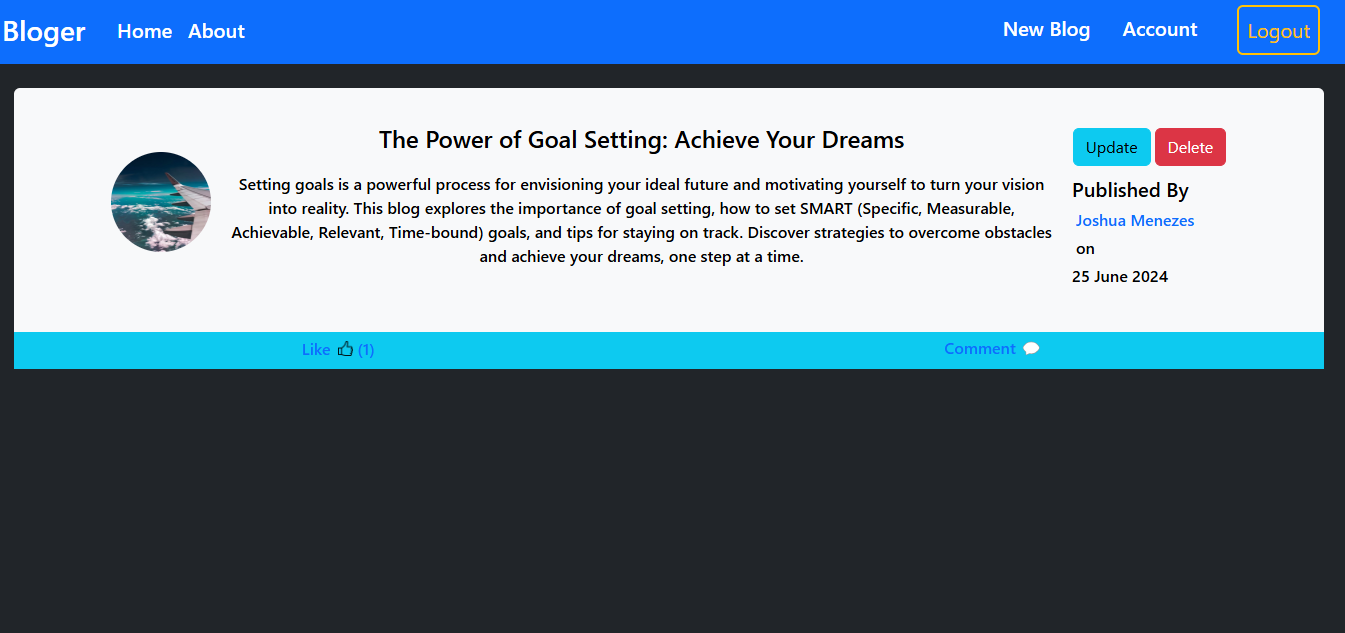 Bloger Home About New Blog Account Logout
The Power of Goal Setting: Achieve Your Dreams
Setting goals is a powerful process for envisioning your ideal future and motivating yourself to turn your vision
into reality. This blog explores the importance of goal setting, how to set SMART (Specific, Measurable,
Achievable, Relevant, Time-bound) goals, and tips for staying on track. Discover strategies to overcome obstacles
and achieve your dreams, one step at a time.
Update Delete
Published By
Joshua Menezes
on
25 June 2024
Like (1) Comment